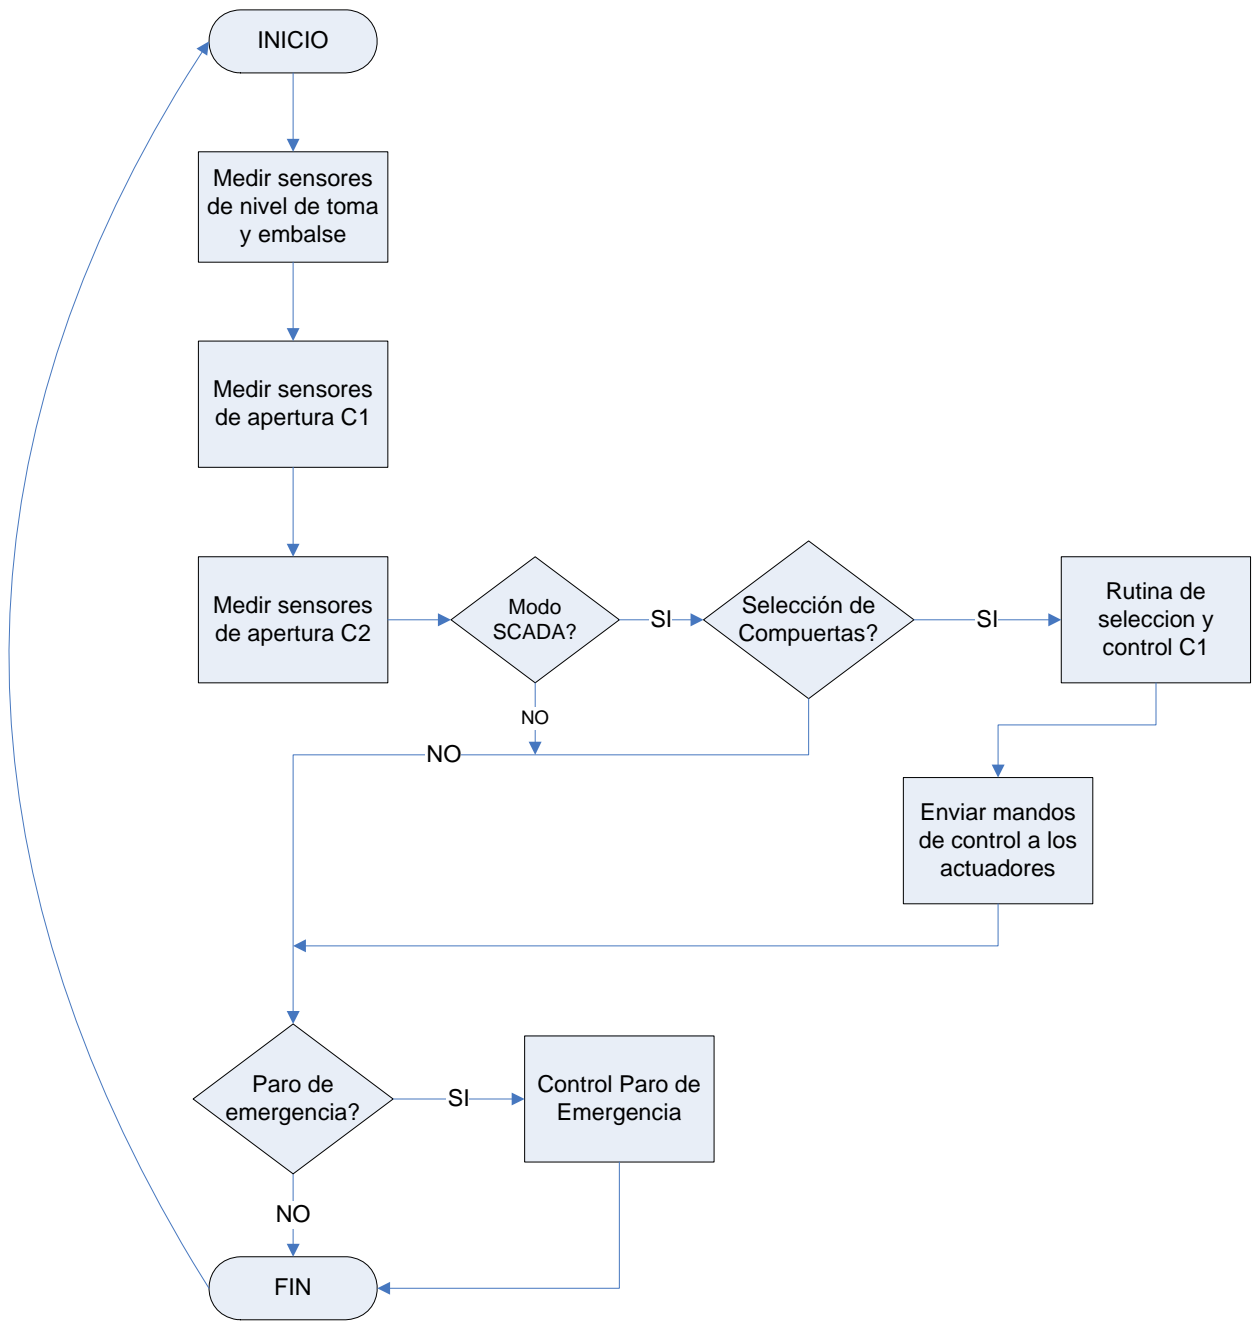 INICIO
Medir sensores
de nivel de toma
y embalse
Medir sensores
de apertura C1
Medir sensores
de apertura C2
Modo
SCADA?
SI
Selección de
Compuertas?
SI
Rutina de
seleccion y
control C1
NO
NO
Enviar mandos
de control a los
actuadores
Paro de
emergencia?
SI
Control Paro de
Emergencia
NO
FIN